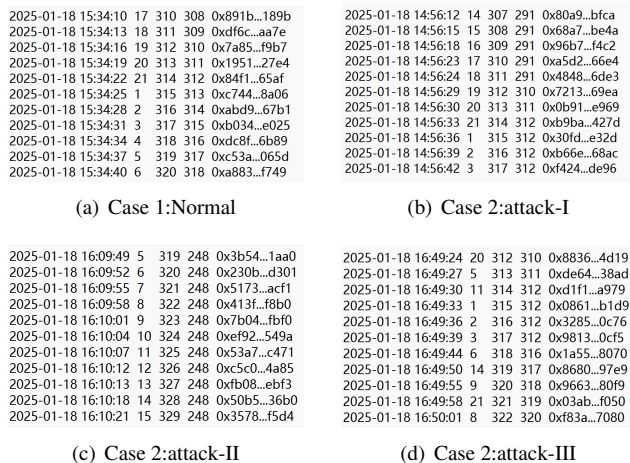 2025-01-18 15:34:10 17 310 308 0x891b...189b
2025-01-18 15:34:13 18 311 309 0xdf6c...aa7e
2025-01-18 15:34:16 19 312 310 0x7a85...f9b7
2025-01-18 15:34:19 20 313 311 0x1951...27e4
2025-01-18 15:34:22 21 314 312 0x84f1...65af
2025-01-18 15:34:25 1 315 313 0xc744...8a06
2025-01-18 15:34:28 2 316 314 0xabd9...67b1
2025-01-18 15:34:31 3 317 315 0xb034...e025
2025-01-18 15:34:34 4 318 316 0xdc8f...6b89
2025-01-18 15:34:37 5 319 317 0xc53a...065d
2025-01-18 15:34:40 6 320 318 0xa883...f749
(a) Case 1:Normal
2025-01-18 14:56:12 14 307 291 0x80a9...bfca
2025-01-18 14:56:15 15 308 291 0x68a7...be4a
2025-01-18 14:56:18 16 309 291 0x96b7...f4c2
2025-01-18 14:56:23 17 310 291 0xa5d2...66e4
2025-01-18 14:56:24 18 311 291 0x4848...6de3
2025-01-18 14:56:29 19 312 310 0x7213...69ea
2025-01-18 14:56:30 20 313 311 0x0b91...e969
2025-01-18 14:56:33 21 314 312 0xb9ba...427d
2025-01-18 14:56:36 1 315 312 0x30fd...e32d
2025-01-18 14:56:39 2 316 312 0xb66e...68ac
2025-01-18 14:56:42 3 317 312 0xf424...de96
(b) Case 2:attack-I
2025-01-18 16:09:49 5 319 248 0x3b54...1aa0
2025-01-18 16:09:52 6 320 248 0x230b...d301
2025-01-18 16:09:55 7 321 248 0x5173...acf1
2025-01-18 16:09:58 8 322 248 0x413f...f8b0
2025-01-18 16:10:01 9 323 248 0x7b04...fbf0
2025-01-18 16:10:04 10 324 248 0xef92...549a
2025-01-18 16:10:07 11 325 248 0x53a7...c471
2025-01-18 16:10:12 12 326 248 0xc5c0...4a85
2025-01-18 16:10:13 13 327 248 0xfb08...ebf3
2025-01-18 16:10:18 14 328 248 0x50b5...36b0
2025-01-18 16:10:21 15 329 248 0x3578...f5d4
(c) Case 2:attack-II
2025-01-18 16:49:24 20 312 310 0x8836...4d19
2025-01-18 16:49:27 5 313 311 0xde64...38ad
2025-01-18 16:49:30 11 314 312 0xd1f1...a979
2025-01-18 16:49:33 1 315 312 0x0861...b1d9
2025-01-18 16:49:36 2 316 312 0x3285...0c76
2025-01-18 16:49:39 3 317 312 0x9813...0cf5
2025-01-18 16:49:44 6 318 316 0x1a55...8070
2025-01-18 16:49:50 14 319 317 0x8680...97e9
2025-01-18 16:49:55 9 320 318 0x9663...80f9
2025-01-18 16:49:58 21 321 319 0x03ab...f050
2025-01-18 16:50:01 8 322 320 0xf83a...7080
(d) Case 2:attack-III